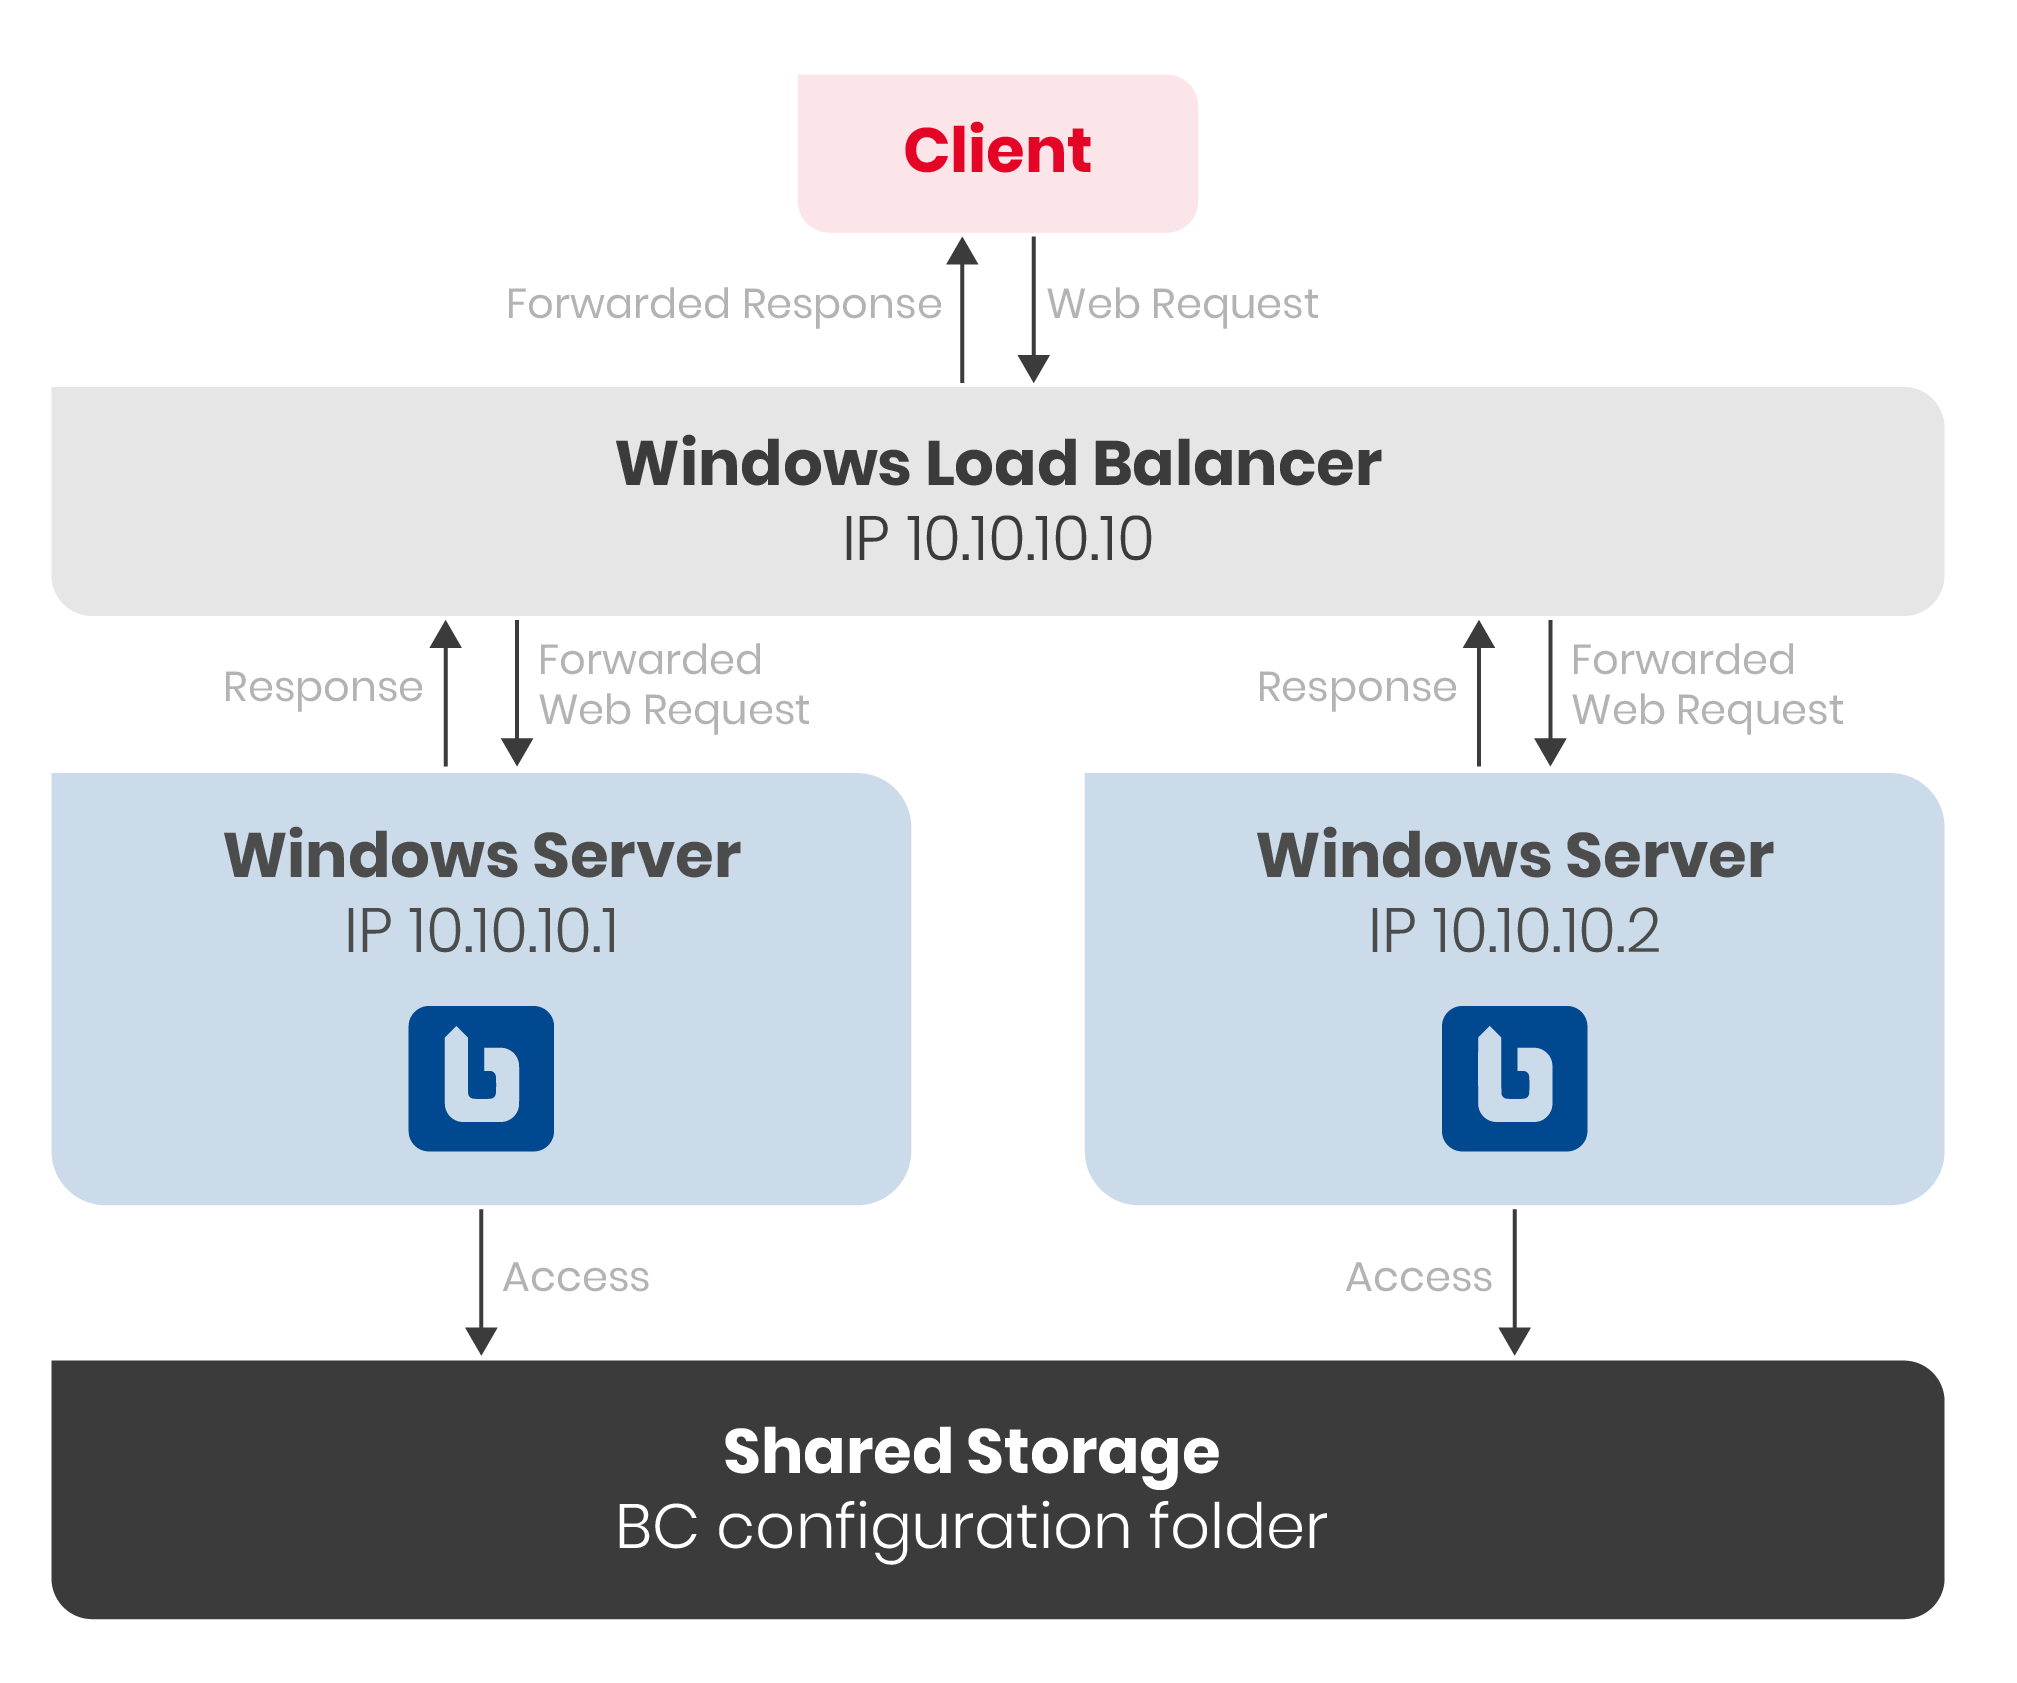 Client
Forwarded Response
Web Request
Windows Load Balancer
IP 10.10.10.10
Response
Forwarded
Web Request
Response
Forwarded
Web Request
Windows Server
IP 10.10.10.1
b
Windows Server
IP 10.10.10.2
b
Access
Access
Shared Storage
BC configuration folder